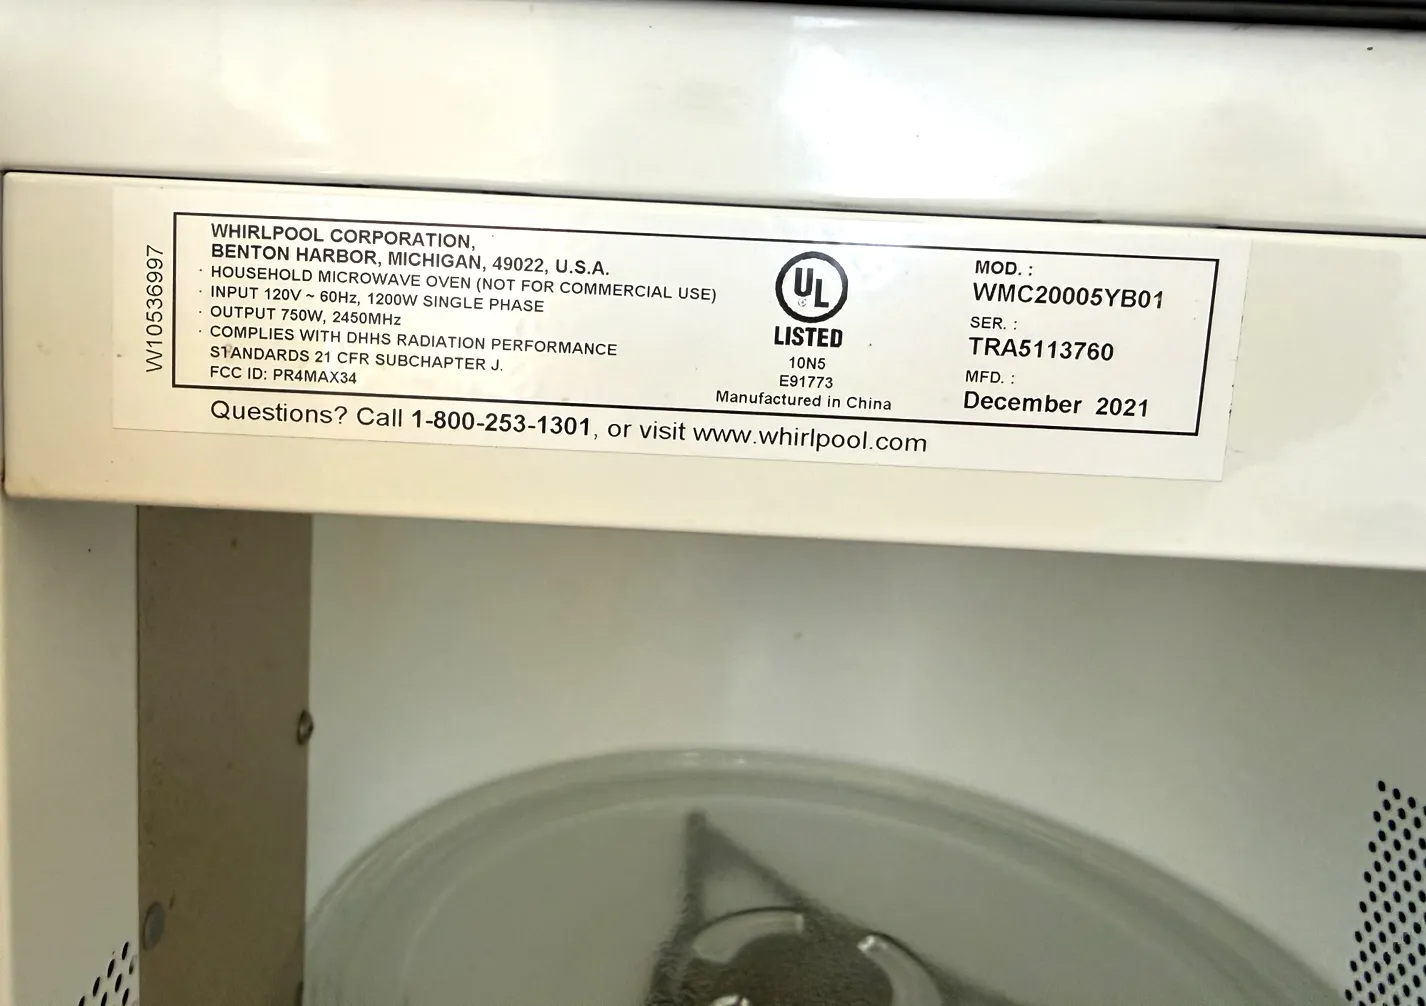 W10536997
WHIRLPOOL CORPORATION,
BENTON HARBOR, MICHIGAN, 49022, U.S.A.
· HOUSEHOLD MICROWAVE OVEN (NOT FOR COMMERCIAL USE)
· INPUT 120V ~ 60Hz, 1200W SINGLE PHASE
· OUTPUT 750W, 2450MHz
· COMPLIES WITH DHHS RADIATION PERFORMANCE
STANDARDS 21 CFR SUBCHAPTER J.
FCC ID: PR4MAX34
UL
LISTED
10N5
E91773
Manufactured in China
MOD. :
WMC20005YB01
SER. :
TRA5113760
MFD. :
December 2021
Questions? Call 1-800-253-1301, or visit www.whirlpool.com